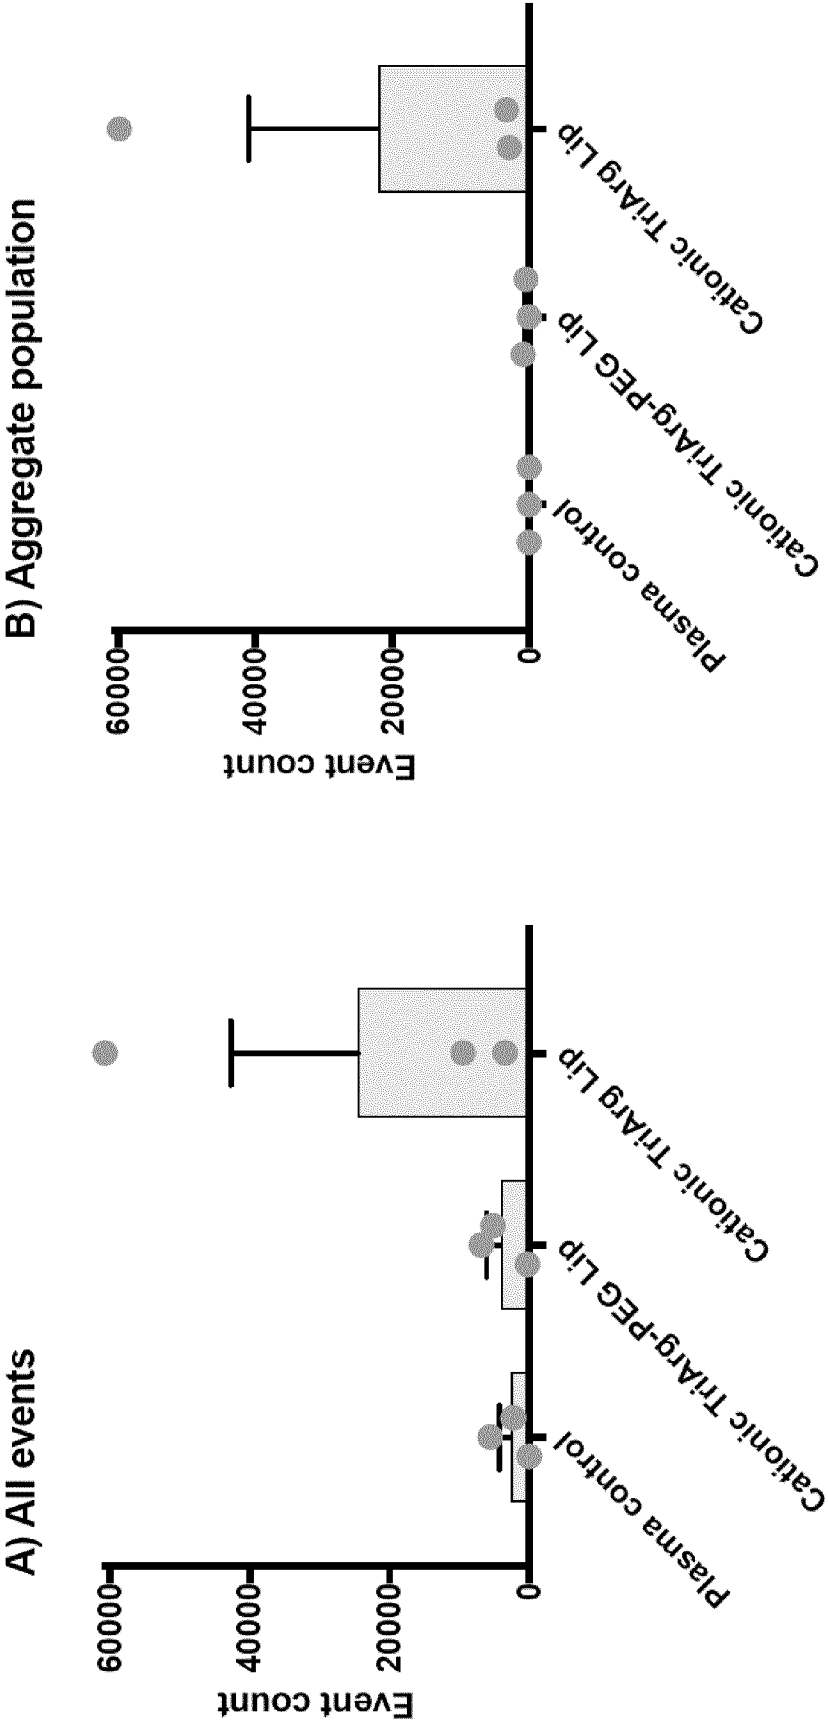 A) All events
Event count
60000
40000
20000
0
Plasma control
Cationic TriArg-PEG Lip
Cationic TriArg Lip
B) Aggregate population
Event count
60000
40000
20000
0
Plasma control
Cationic TriArg-PEG Lip
Cationic TriArg Lip